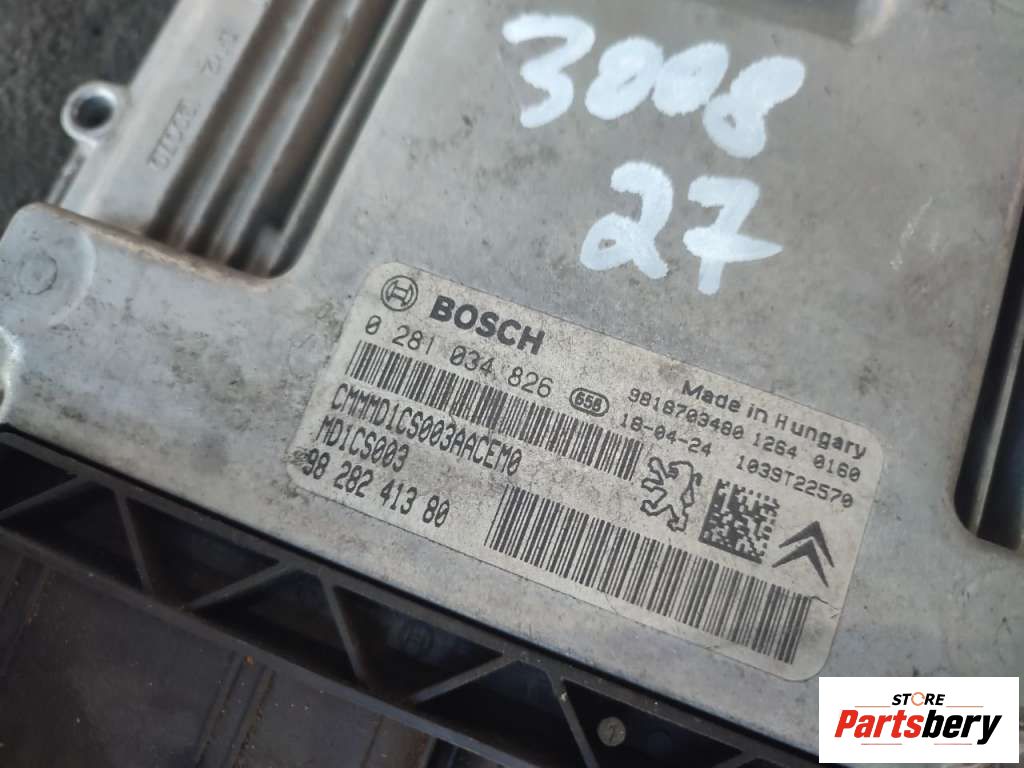 3008
27
BOSCH
0 281 034 826
658
Made in Hungary
9818703480 1264 0160
18-04-24 1039T22570
CMMMD1CS003AACEM0
MD1CS003
98 282 413 80
STORE
Partsbery